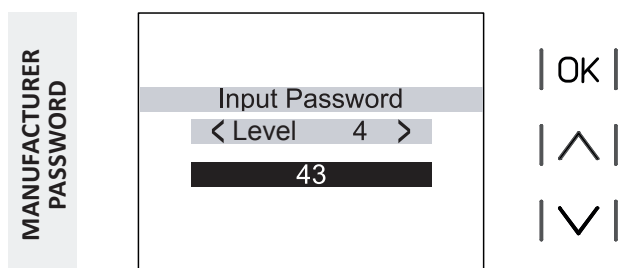 MANUFACTURER
PASSWORD
Input Password
< Level 4 >
43
OK